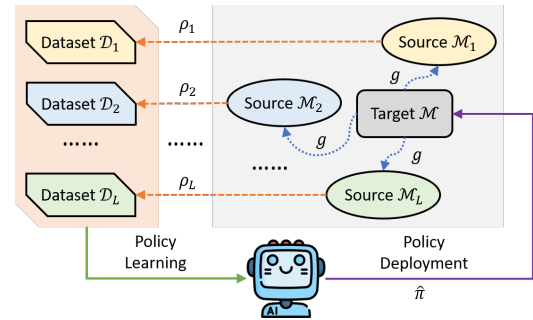 Dataset 𝒟₁
ρ₁
Source ℳ₁
g
Dataset 𝒟₂
ρ₂
Source ℳ₂
Target ℳ
......
......
g
g
......
Dataset 𝒟_L
ρ_L
Source ℳ_L
Policy
Learning
Policy
Deployment
π̂
AI